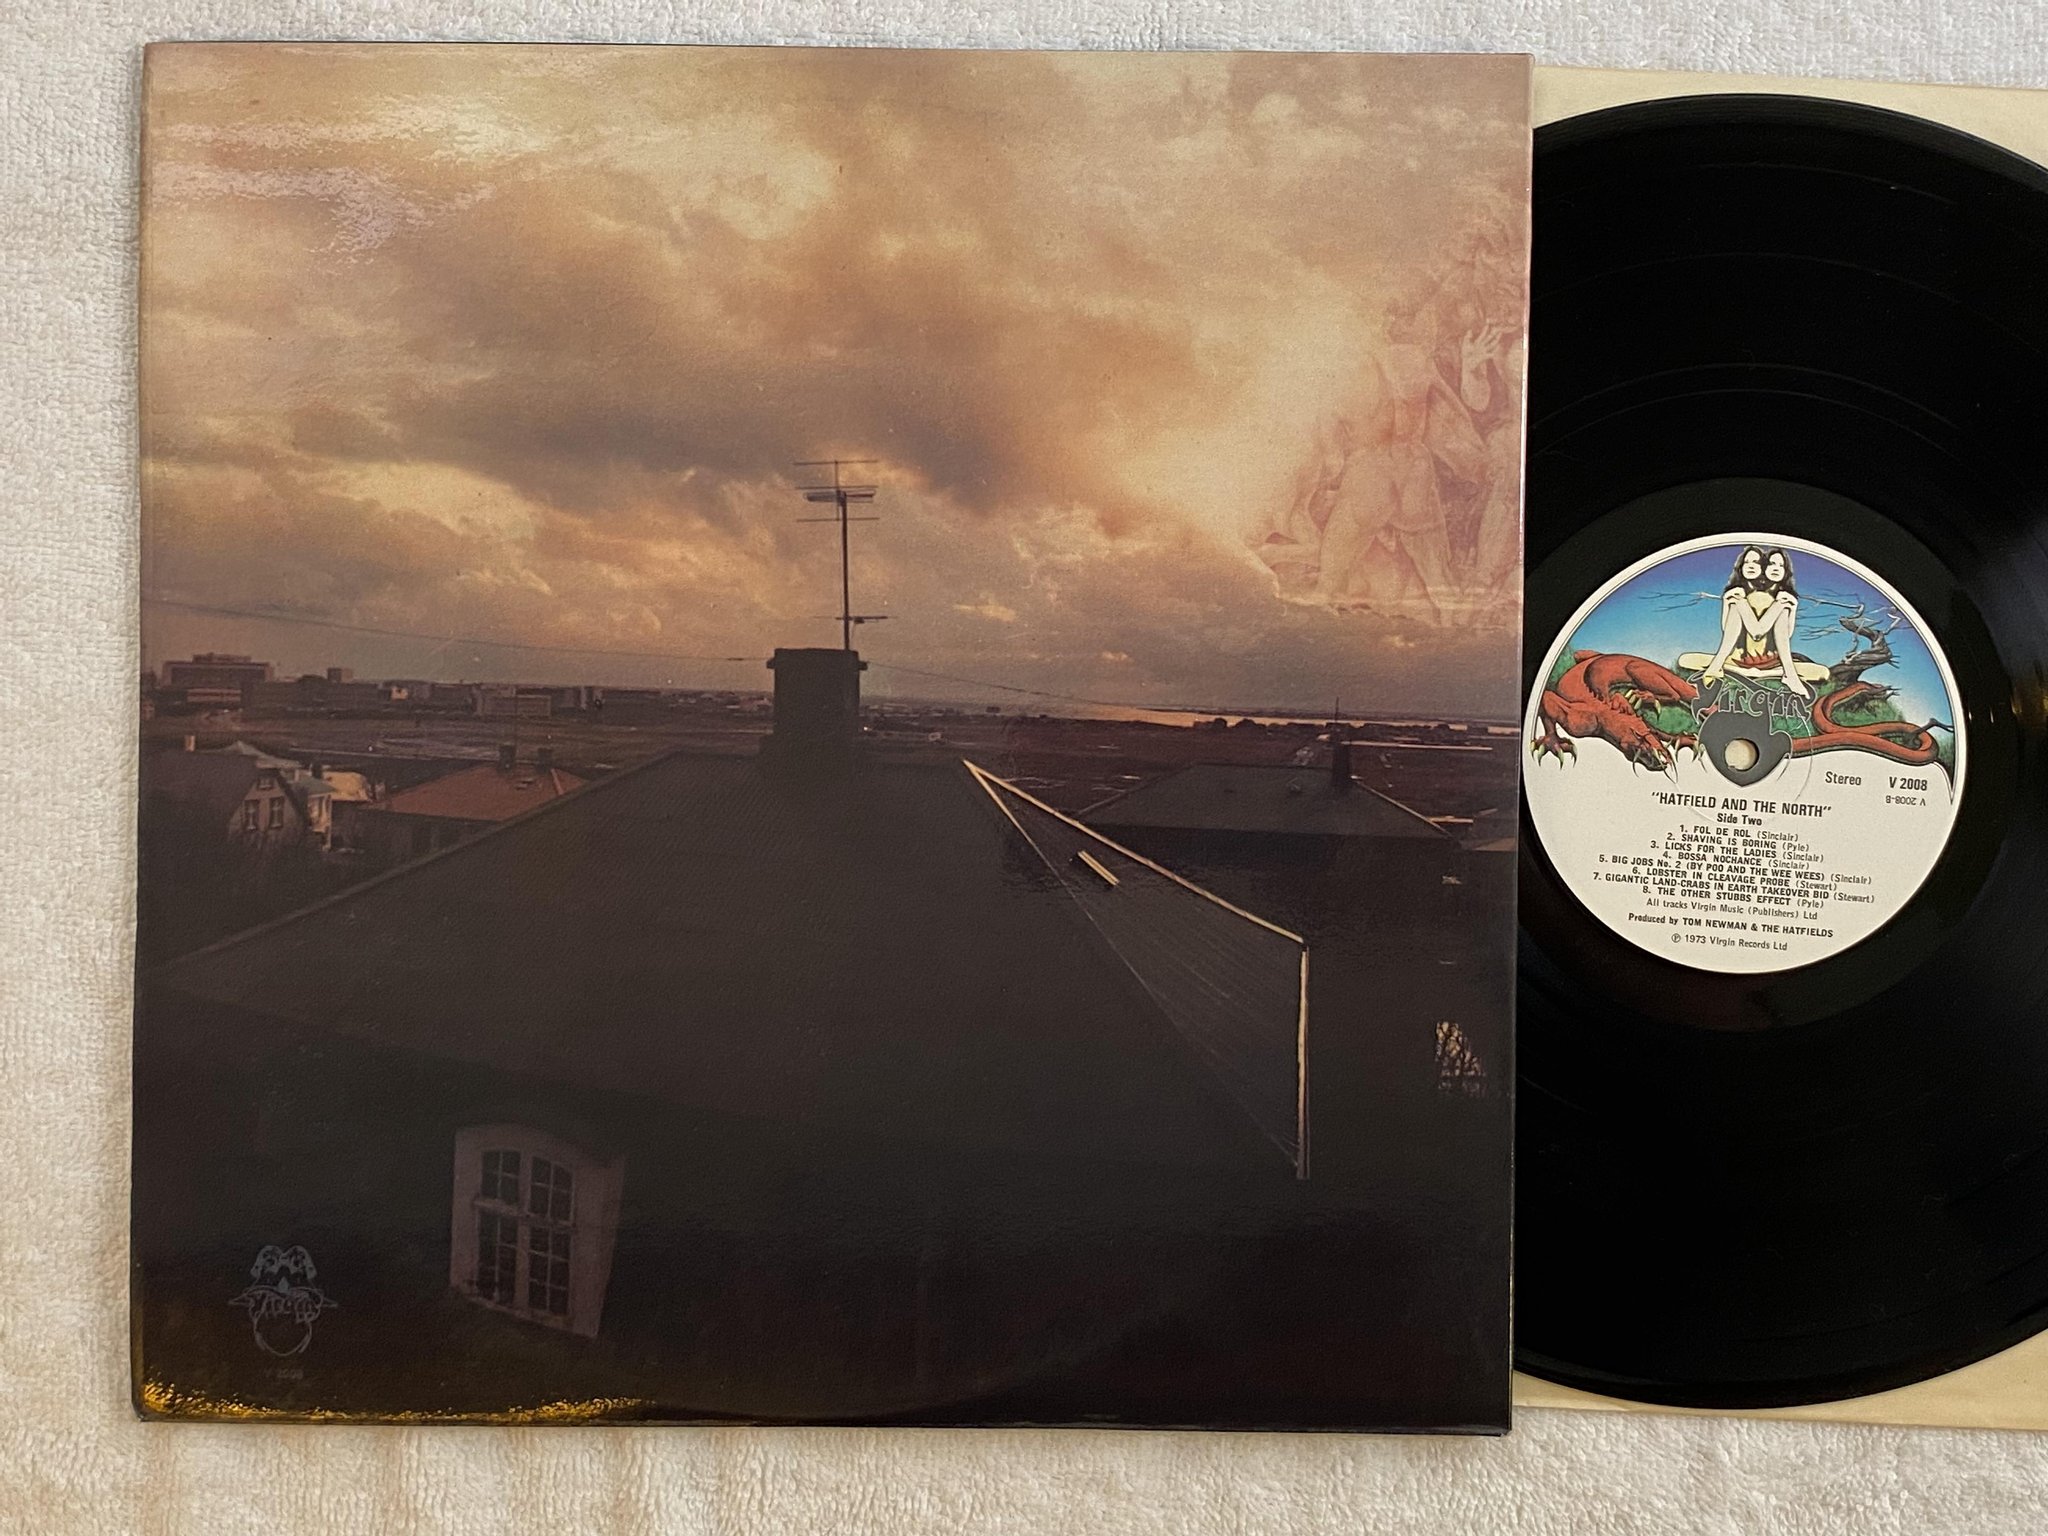 Virgin
Stereo V 2008
V 2008-B
"HATFIELD AND THE NORTH"
Side Two
1. FOL DE ROL (Sinclair)
2. SHAVING IS BORING (Pyle)
3. LICKS FOR THE LADIES (Sinclair)
4. BOSSA NOCHANCE (Sinclair)
5. BIG JOBS No. 2 (BY POO AND THE WEE WEES) (Sinclair)
6. LOBSTER IN CLEAVAGE PROBE (Stewart)
7. GIGANTIC LAND-CRABS IN EARTH TAKEOVER BID (Stewart)
8. THE OTHER STUBBS EFFECT (Pyle)
All tracks Virgin Music (Publishers) Ltd
Produced by TOM NEWMAN & THE HATFIELDS
℗ 1973 Virgin Records Ltd
Virgin
V 2008